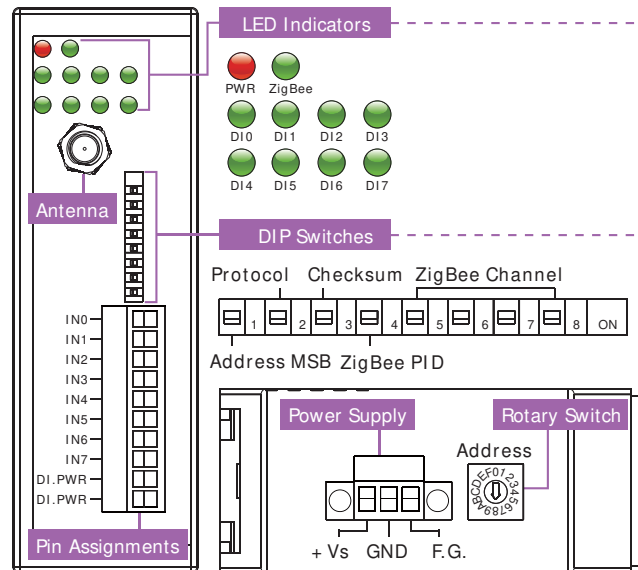 LED Indicators
PWR ZigBee
DI0 DI1 DI2 DI3
DI4 DI5 DI6 DI7
Antenna
DIP Switches
Protocol Checksum ZigBee Channel
1 2 3 4 5 6 7 8 ON
Address MSB ZigBee PID
IN0
IN1
IN2
IN3
IN4
IN5
IN6
IN7
DI.PWR
DI.PWR
Pin Assignments
Power Supply
Rotary Switch
Address
0123456789ABCDEF
+ Vs GND F.G.